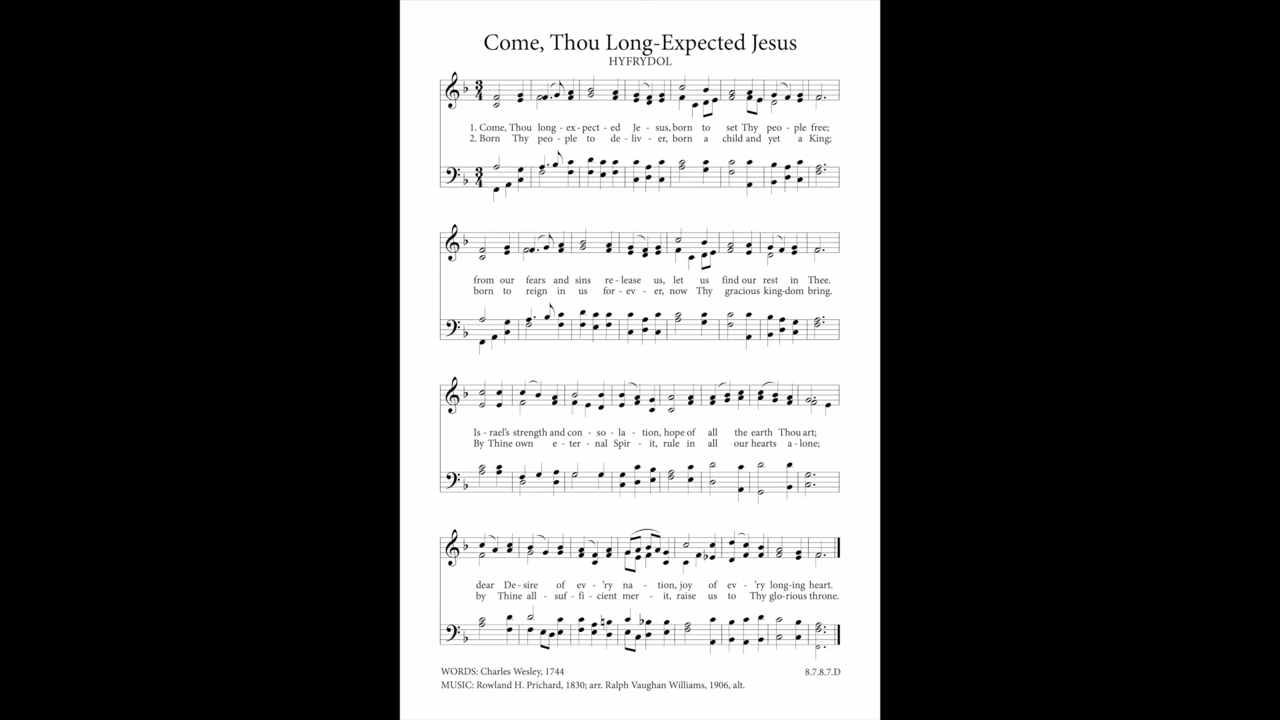 Come, Thou Long-Expected Jesus
HYFRYDOL
1. Come, Thou long - ex - pect - ed Je - sus, born to set Thy peo - ple free;
2. Born Thy peo - ple to de - liv - er, born a child and yet a King;
from our fears and sins re - lease us, let us find our rest in Thee.
born to reign in us for - ev - er, now Thy gracious king-dom bring.
Is - rael's strength and con - so - la - tion, hope of all the earth Thou art;
By Thine own e - ter - nal Spir - it, rule in all our hearts a - lone;
dear De - sire of ev - 'ry na - tion, joy of ev - 'ry long-ing heart.
by Thine all - suf - fi - cient mer - it, raise us to Thy glo-rious throne.
WORDS: Charles Wesley, 1744
8.7.8.7.D
MUSIC: Rowland H. Prichard, 1830; arr. Ralph Vaughan Williams, 1906, alt.